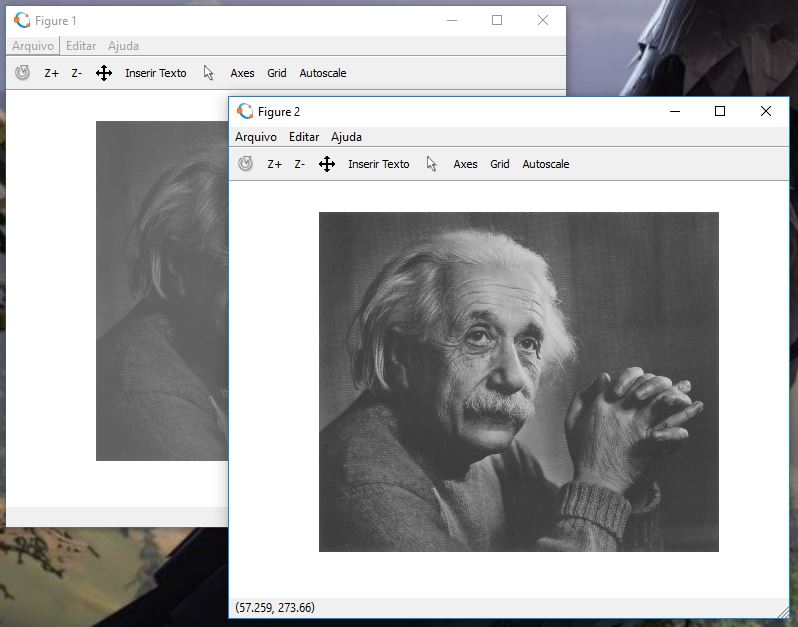 Figure 1
Arquivo Editar Ajuda
Z+ Z- Inserir Texto Axes Grid Autoscale
Figure 2
Arquivo Editar Ajuda
Z+ Z- Inserir Texto Axes Grid Autoscale
(57.259, 273.66)